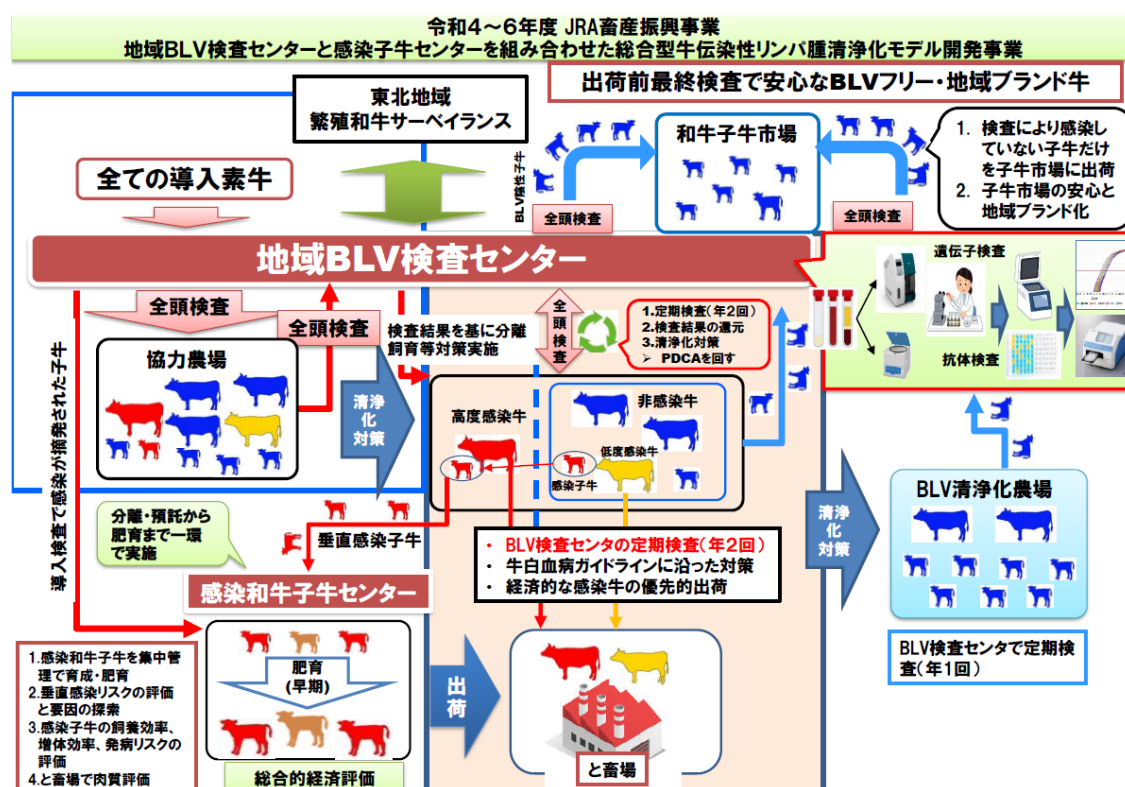 令和4～6年度 JRA畜産振興事業
地域BLV検査センターと感染子牛センターを組み合わせた総合型牛伝染性リンパ腫清浄化モデル開発事業
出荷前最終検査で安心なBLVフリー・地域ブランド牛
東北地域
繁殖和牛サーベイランス
和牛子牛市場
1. 検査により感染し
ていない子牛だけ
を子牛市場に出荷
2. 子牛市場の安心と
地域ブランド化
全ての導入素牛
BLV陰性子牛
全頭検査
全頭検査
地域BLV検査センター
遺伝子検査
抗体検査
全頭検査
全頭検査
検査結果を基に分離
飼育等対策実施
全頭検査
1.定期検査（年2回）
2.検査結果の還元
3.清浄化対策
➢ PDCAを回す
協力農場
清浄
化
対策
高度感染牛
非感染牛
低度感染牛
感染子牛
導入検査で感染が摘発された子牛
分離・預託から
肥育まで一環
で実施
垂直感染子牛
・ BLV検査センタの定期検査（年2回）
・ 牛白血病ガイドラインに沿った対策
・ 経済的な感染牛の優先的出荷
清浄
化
対策
BLV清浄化農場
BLV検査センタで定期検
査（年1回）
感染和牛子牛センター
1.感染和牛子牛を集中管
理で育成・肥育
2.垂直感染リスクの評価
と要因の探索
3.感染子牛の飼養効率、
増体効率、発病リスクの
評価
4.と畜場で肉質評価
肥育
(早期)
総合的経済評価
出荷
と畜場